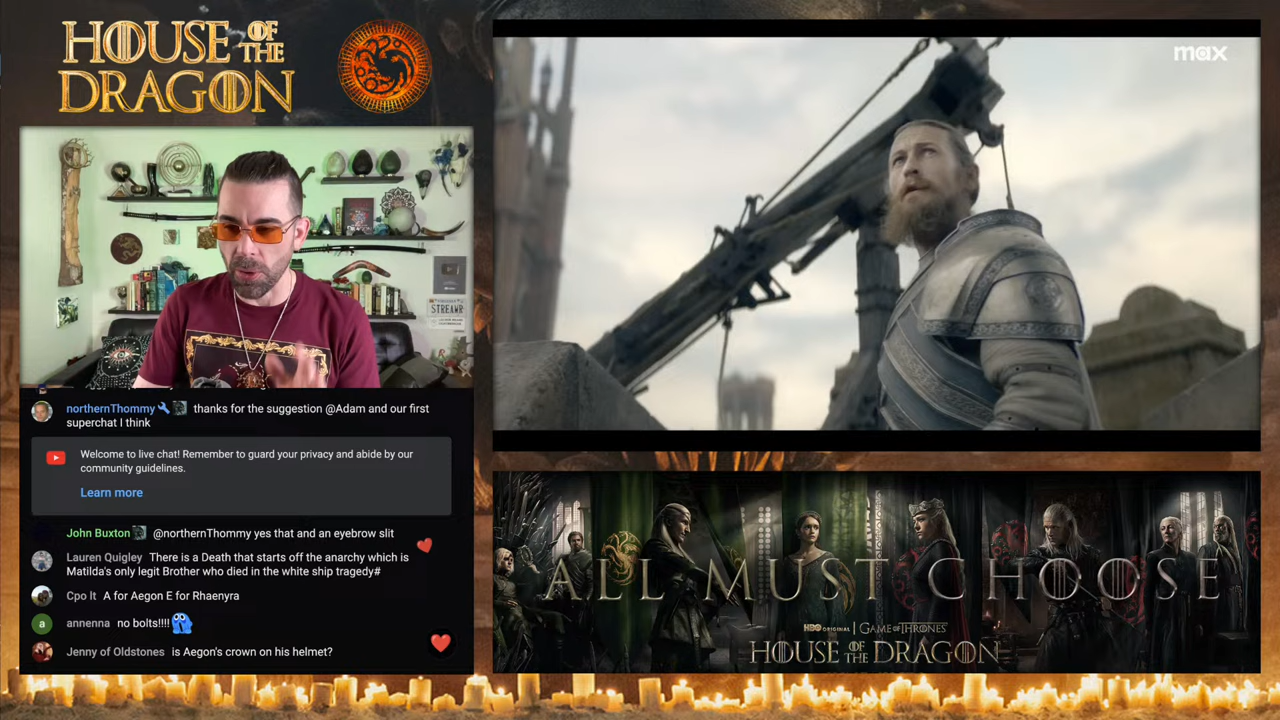 HOUSE OF THE
DRAGON
max
STREAWR
northernThommy thanks for the suggestion @Adam and our first
superchat I think
Welcome to live chat! Remember to guard your privacy and abide by our
community guidelines.
Learn more
John Buxton @northernThommy yes that and an eyebrow slit
Lauren Quigley There is a Death that starts off the anarchy which is
Matilda's only legit Brother who died in the white ship tragedy#
Cpo It A for Aegon E for Rhaenyra
a annenna no bolts!!!!
Jenny of Oldstones is Aegon's crown on his helmet?
ALL MUST CHOOSE
HBO ORIGINAL | GAME OF THRONES
HOUSE OF THE DRAGON